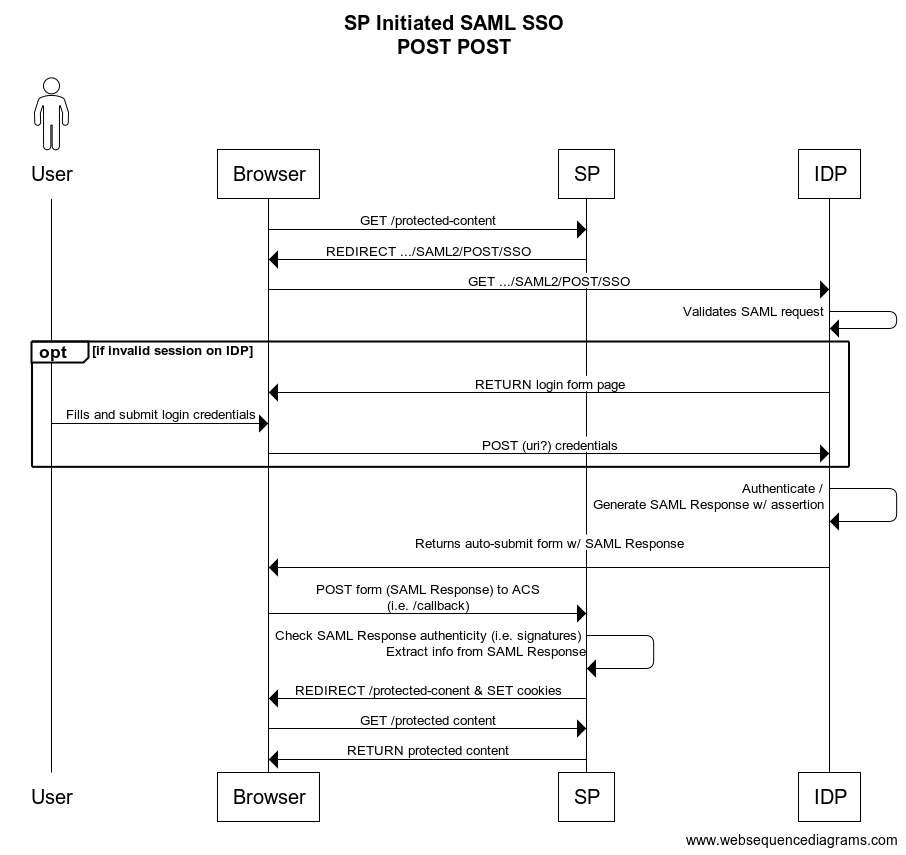 SP Initiated SAML SSO
POST POST
User
Browser
SP
IDP
GET /protected-content
REDIRECT .../SAML2/POST/SSO
GET .../SAML2/POST/SSO
Validates SAML request
opt
[if invalid session on IDP]
RETURN login form page
Fills and submit login credentials
POST (uri?) credentials
Authenticate /
Generate SAML Response w/ assertion
Returns auto-submit form w/ SAML Response
POST form (SAML Response) to ACS
(i.e. /callback)
Check SAML Response authenticity (i.e. signatures)
Extract info from SAML Response
REDIRECT /protected-conent & SET cookies
GET /protected content
RETURN protected content
User
Browser
SP
IDP
www.websequencediagrams.com